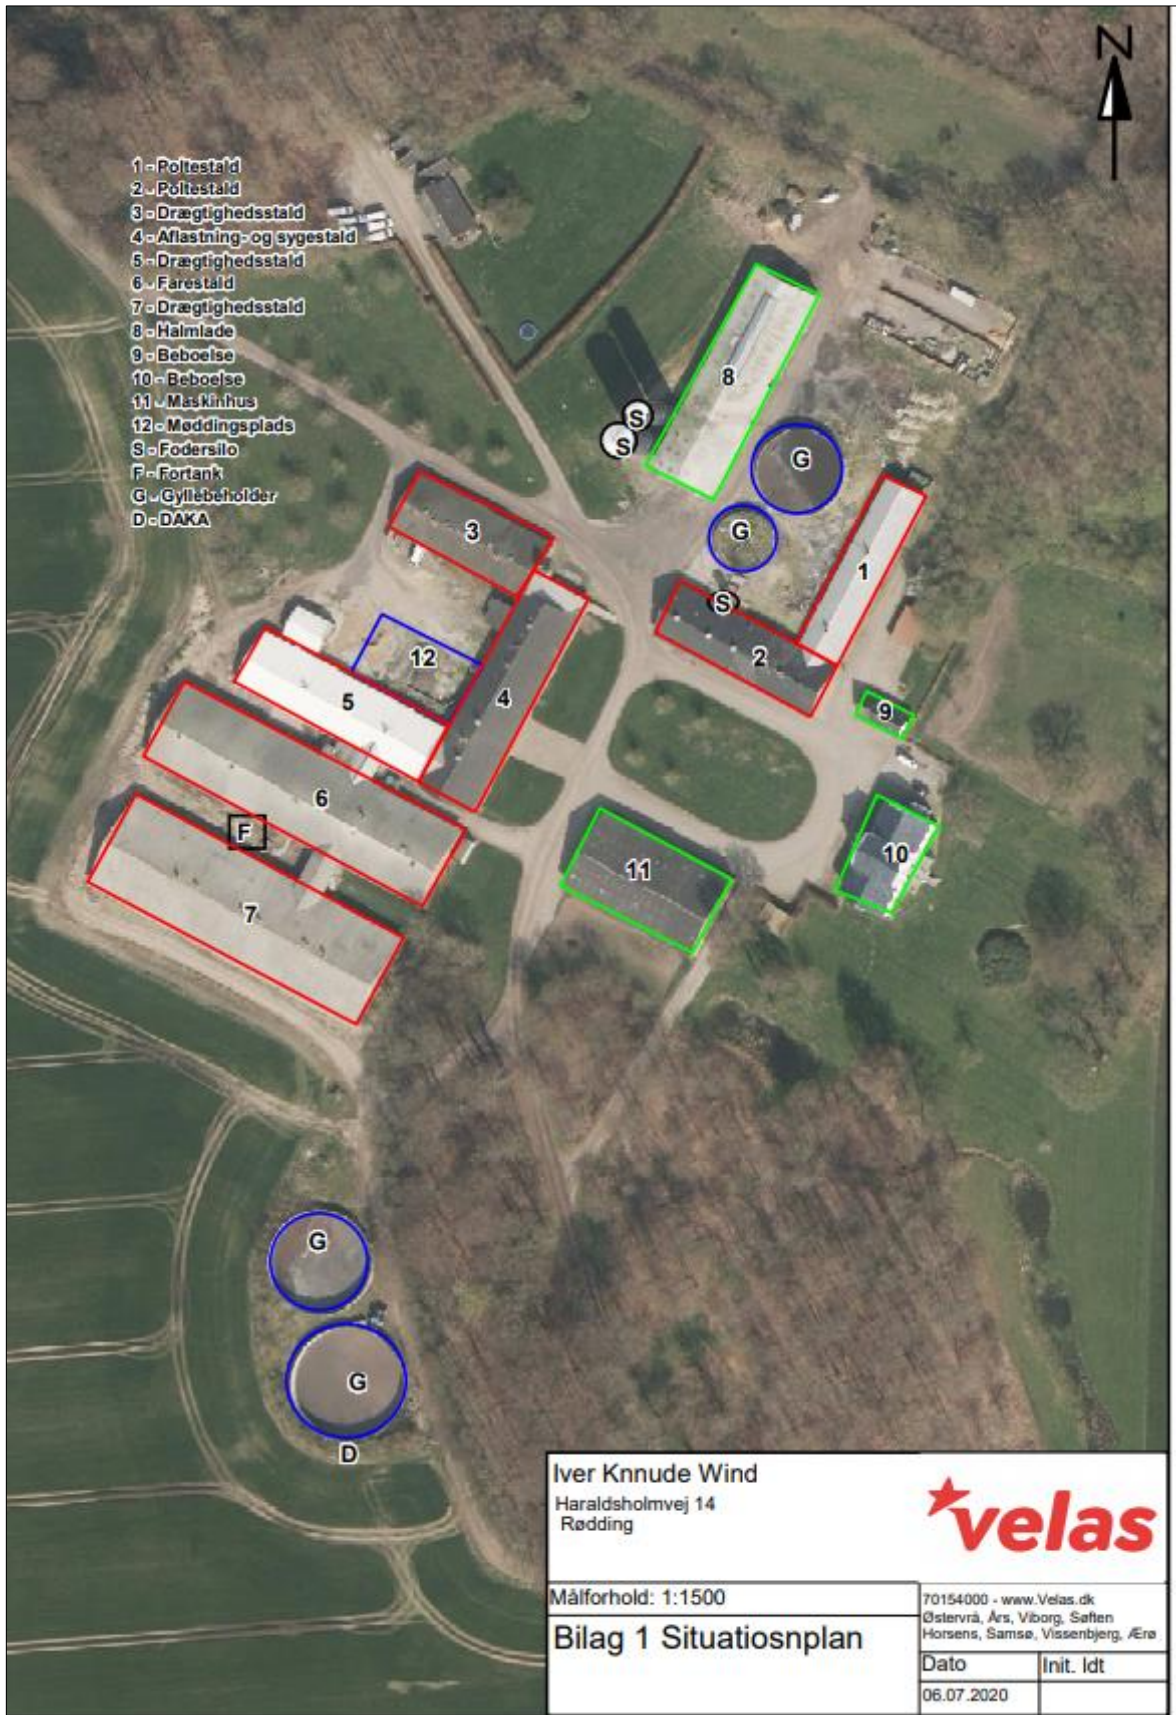 N
1 - Poltestald
2 - Poltestald
3 - Drægtighedsstald
4 - Aflastning- og sygestald
5 - Drægtighedsstald
6 - Farestald
7 - Drægtighedsstald
8 - Halmlade
9 - Beboelse
10 - Beboelse
11 - Maskinhus
12 - Møddingsplads
S - Fodersilo
F - Fortank
G - Gyllebeholder
D - DAKA
8
S
S
G
G
3
1
S
2
12
4
5
9
6
F
11
10
7
G
G
D
Iver Knnude Wind
Haraldsholmvej 14
Rødding
velas
Målforhold: 1:1500
Bilag 1 Situatiosnplan
70154000 - www.Velas.dk
Østervrå, Års, Viborg, Søften
Horsens, Samsø, Vissenbjerg, Ærø
Dato
Init. ldt
06.07.2020